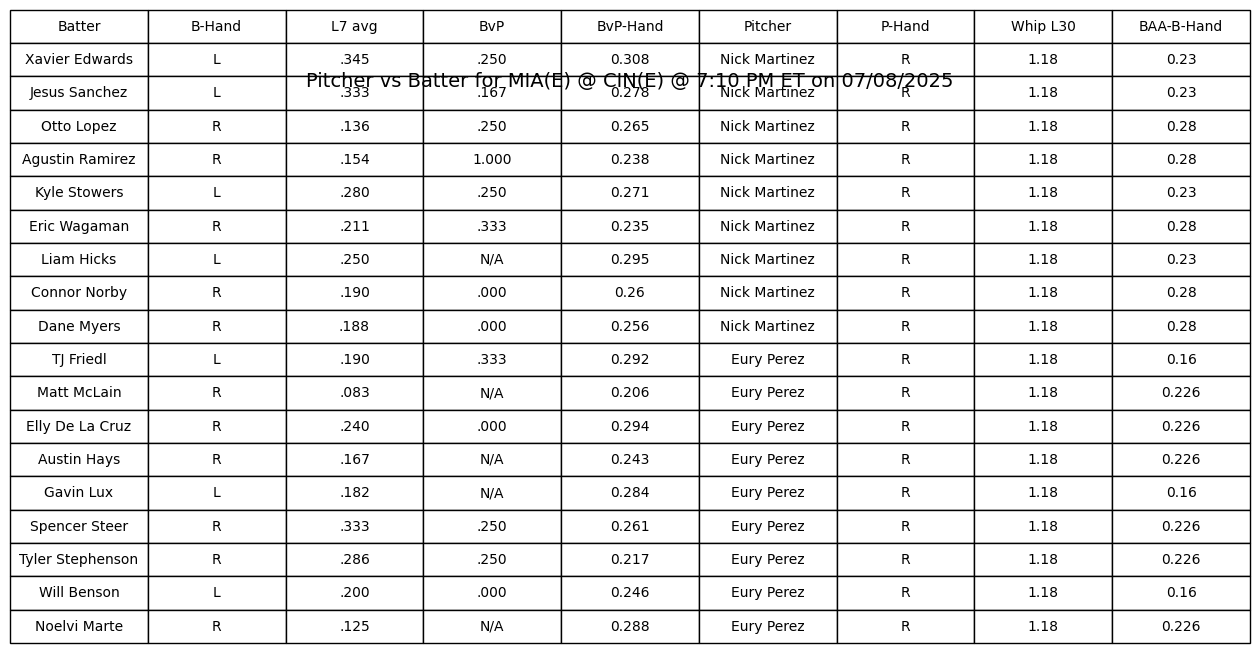 Batter B-Hand L7 avg BvP BvP-Hand Pitcher P-Hand Whip L30 BAA-B-Hand
Xavier Edwards L .345 .250 0.308 Nick Martinez R 1.18 0.23
Pitcher vs Batter for MIA(E) @ CIN(E) @ 7:10 PM ET on 07/08/2025
Jesus Sanchez L .333 .167 0.278 Nick Martinez R 1.18 0.23
Otto Lopez R .136 .250 0.265 Nick Martinez R 1.18 0.28
Agustin Ramirez R .154 1.000 0.238 Nick Martinez R 1.18 0.28
Kyle Stowers L .280 .250 0.271 Nick Martinez R 1.18 0.23
Eric Wagaman R .211 .333 0.235 Nick Martinez R 1.18 0.28
Liam Hicks L .250 N/A 0.295 Nick Martinez R 1.18 0.23
Connor Norby R .190 .000 0.26 Nick Martinez R 1.18 0.28
Dane Myers R .188 .000 0.256 Nick Martinez R 1.18 0.28
TJ Friedl L .190 .333 0.292 Eury Perez R 1.18 0.16
Matt McLain R .083 N/A 0.206 Eury Perez R 1.18 0.226
Elly De La Cruz R .240 .000 0.294 Eury Perez R 1.18 0.226
Austin Hays R .167 N/A 0.243 Eury Perez R 1.18 0.226
Gavin Lux L .182 N/A 0.284 Eury Perez R 1.18 0.16
Spencer Steer R .333 .250 0.261 Eury Perez R 1.18 0.226
Tyler Stephenson R .286 .250 0.217 Eury Perez R 1.18 0.226
Will Benson L .200 .000 0.246 Eury Perez R 1.18 0.16
Noelvi Marte R .125 N/A 0.288 Eury Perez R 1.18 0.226